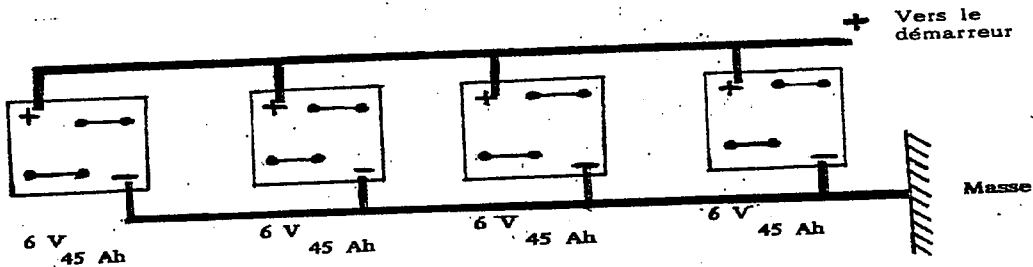 + Vers le
démarreur
+ + + +
− − − −
Masse
6 V 6 V 6 V 6 V
45 Ah 45 Ah 45 Ah 45 Ah